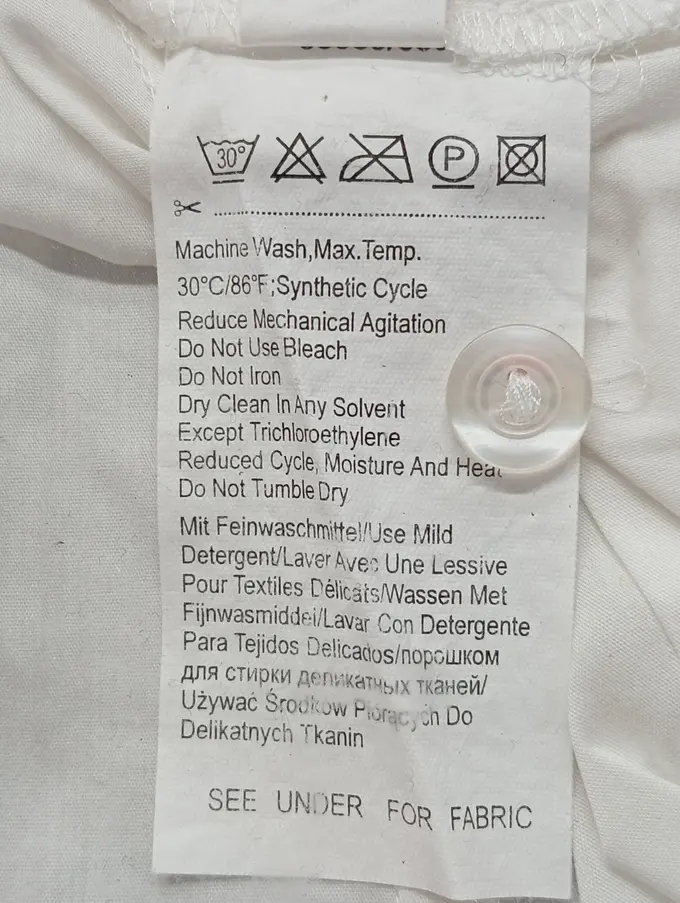 30°
P
Machine Wash,Max.Temp.
30°C/86°F;Synthetic Cycle
Reduce Mechanical Agitation
Do Not Use Bleach
Do Not Iron
Dry Clean In Any Solvent
Except Trichloroethylene
Reduced Cycle, Moisture And Heat
Do Not Tumble Dry
Mit Feinwaschmittel/Use Mild
Detergent/Laver Avec Une Lessive
Pour Textiles Délicats/Wassen Met
Fijnwasmiddel/Lavar Con Detergente
Para Tejidos Delicados/порошком
для стирки деликатных тканей/
Używać Środków Piorących Do
Delikatnych Tkanin
SEE UNDER FOR FABRIC